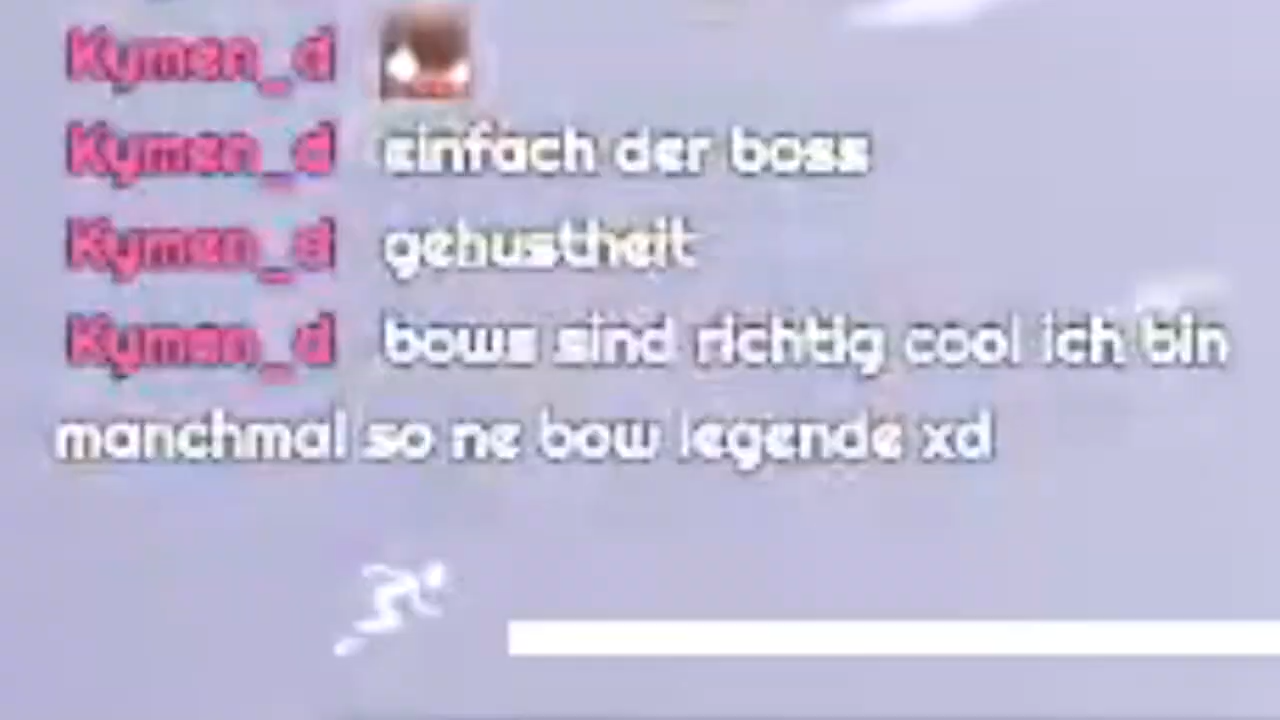 Kymen_d
Kymen_d einfach der boss
Kymen_d gehustheit
Kymen_d bows sind richtig cool ich bin
manchmal so ne bow legende xd